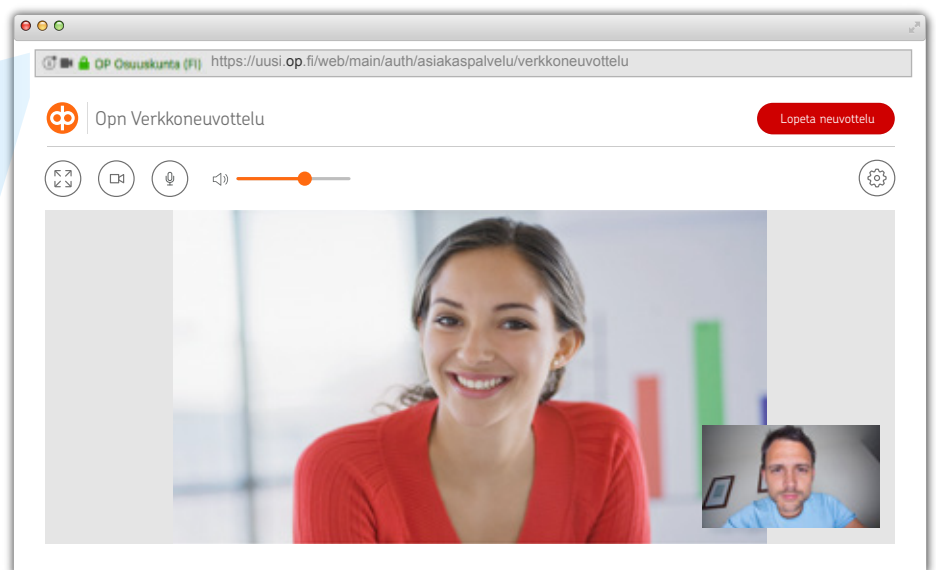 OP Osuuskunta (FI) https://uusi.op.fi/web/main/auth/asiakaspalvelu/verkkoneuvottelu
Opn Verkkoneuvottelu
Lopeta neuvottelu